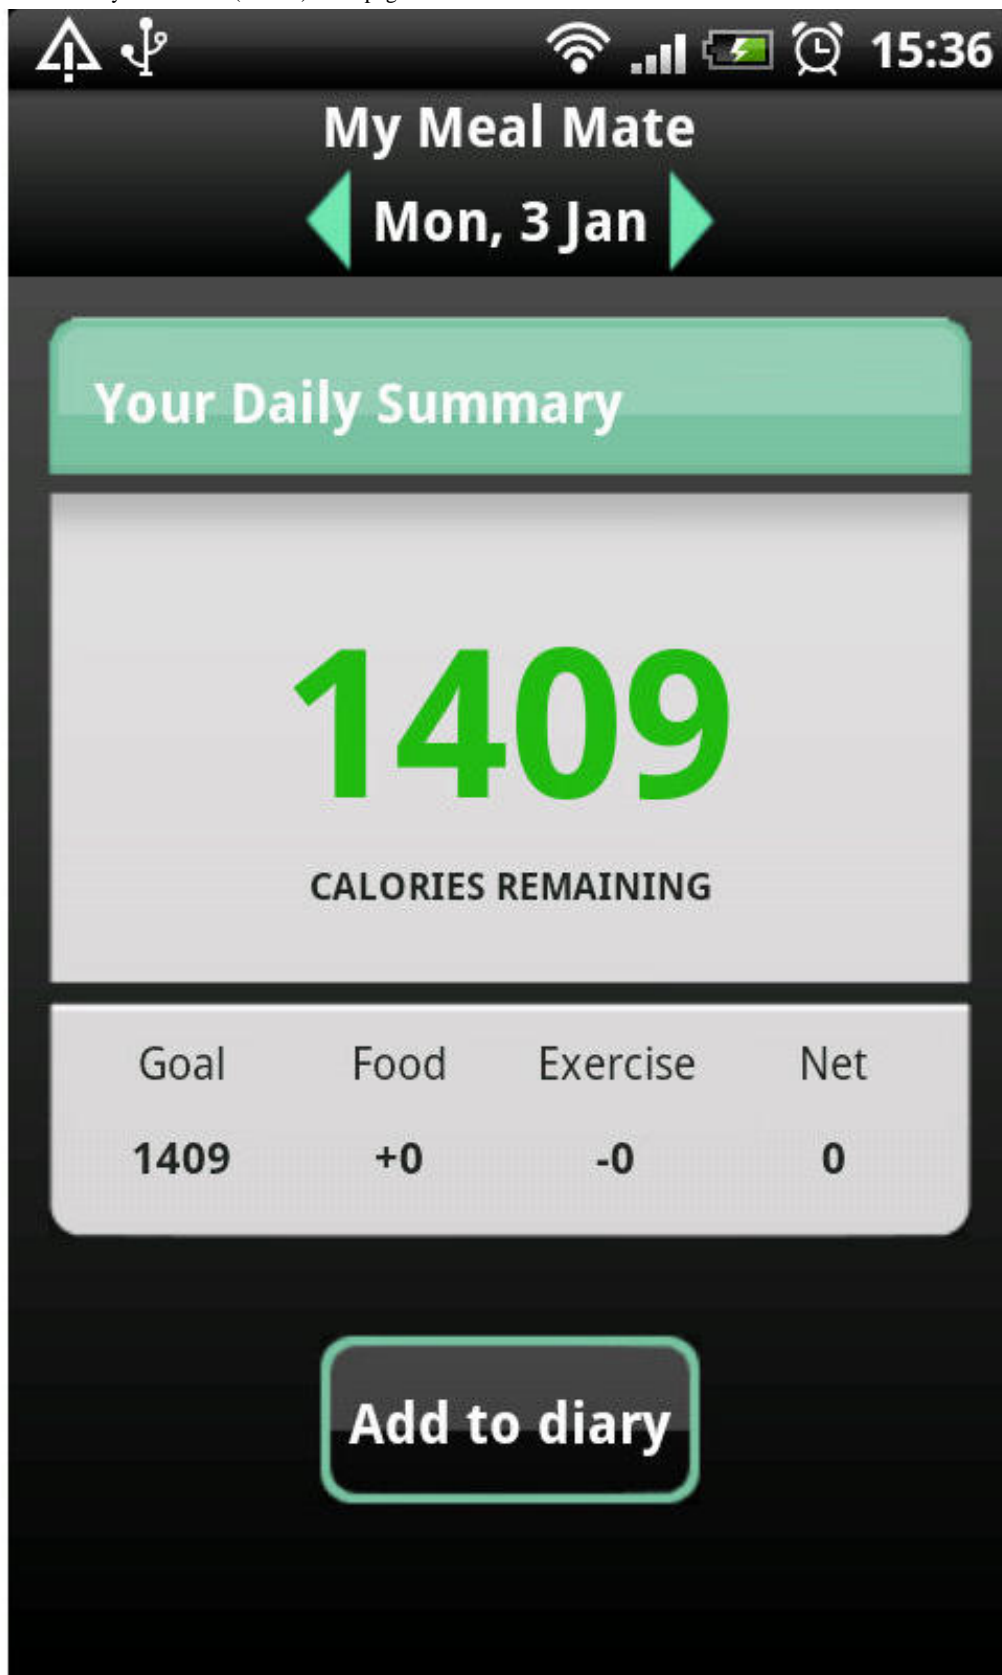 15:36
My Meal Mate
Mon, 3 Jan
Your Daily Summary
1409
CALORIES REMAINING
Goal Food Exercise Net
1409 +0 -0 0
Add to diary